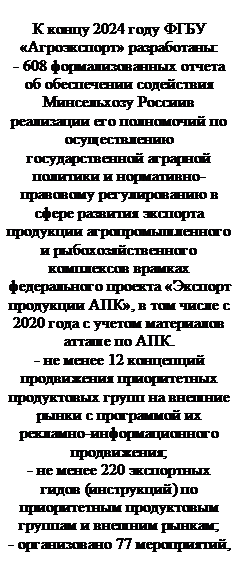 К концу 2024 году ФГБУ
«Агроэкспорт» разработаны:
- 608 формализованных отчета
об обеспечении содействия
Минсельхозу Россиив
реализации его полномочий по
осуществлению
государственной аграрной
политики и нормативно-
правовому регулированию в
сфере развития экспорта
продукции агропромышленного
и рыбохозяйственного
комплексов врамках
федерального проекта «Экспорт
продукции АПК», в том числе с
2020 года с учетом материалов
атташе по АПК.
- не менее 12 концепций
продвижения приоритетных
продуктовых групп на внешние
рынки с программой их
рекламно-информационного
продвижения;
- не менее 220 экспортных
гидов (инструкций) по
приоритетным продуктовым
группам и внешним рынкам;
- организовано 77 мероприятий,